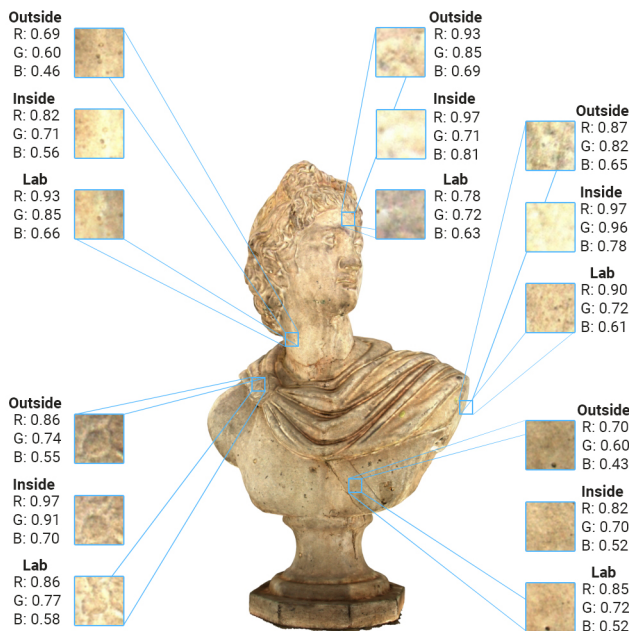 Outside
R: 0.69
G: 0.60
B: 0.46
Inside
R: 0.82
G: 0.71
B: 0.56
Lab
R: 0.93
G: 0.85
B: 0.66
Outside
R: 0.93
G: 0.85
B: 0.69
Inside
R: 0.97
G: 0.71
B: 0.81
Lab
R: 0.78
G: 0.72
B: 0.63
Outside
R: 0.87
G: 0.82
B: 0.65
Inside
R: 0.97
G: 0.96
B: 0.78
Lab
R: 0.90
G: 0.72
B: 0.61
Outside
R: 0.86
G: 0.74
B: 0.55
Inside
R: 0.97
G: 0.91
B: 0.70
Lab
R: 0.86
G: 0.77
B: 0.58
Outside
R: 0.70
G: 0.60
B: 0.43
Inside
R: 0.82
G: 0.70
B: 0.52
Lab
R: 0.85
G: 0.72
B: 0.52